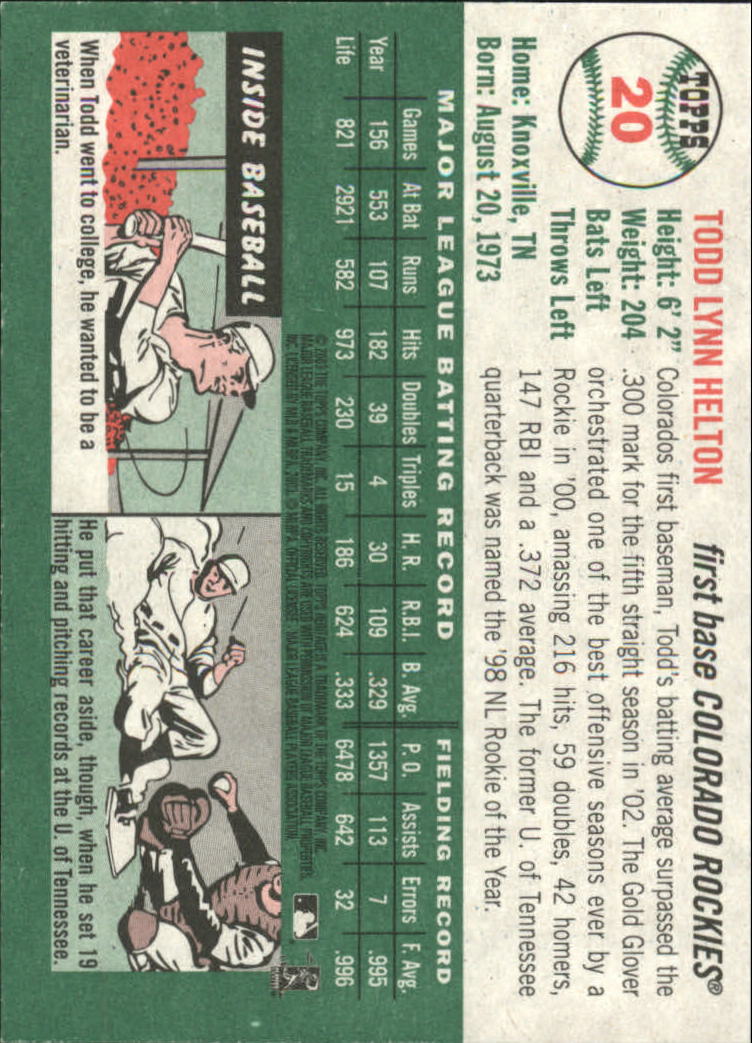 TOPPS
20
TODD LYNN HELTON first base COLORADO ROCKIES®
Height: 6' 2"
Weight: 204
Bats Left
Throws Left
Home: Knoxville, TN
Born: August 20, 1973
Colorados first baseman, Todd's batting average surpassed the
.300 mark for the fifth straight season in '02. The Gold Glover
orchestrated one of the best offensive seasons ever by a
Rockie in '00, amassing 216 hits, 59 doubles, 42 homers,
147 RBI and a .372 average. The former U. of Tennessee
quarterback was named the '98 NL Rookie of the Year.
MAJOR LEAGUE BATTING RECORD FIELDING RECORD
Games At Bat Runs Hits Doubles Triples H. R. R.B.I. B. Avg. P. O. Assists Errors F. Avg.
Year 156 553 107 182 39 4 30 109 .329 1357 113 7 .995
Life 821 2921 582 973 230 15 186 624 .333 6478 642 32 .996
INSIDE BASEBALL
When Todd went to college, he wanted to be a
veterinarian.
He put that career aside, though, when he set 19
hitting and pitching records at the U. of Tennessee.